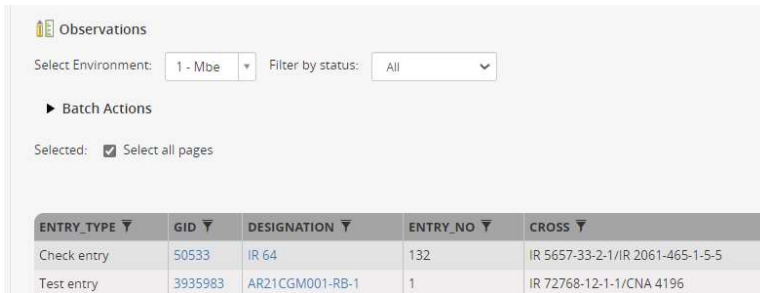 Observations
Select Environment: 1 - Mbe Filter by status: All
Batch Actions
Selected: Select all pages
ENTRY_TYPE GID DESIGNATION ENTRY_NO CROSS
Check entry 50533 IR 64 132 IR 5657-33-2-1/IR 2061-465-1-5-5
Test entry 3935983 AR21CGM001-RB-1 1 IR 72768-12-1-1/CNA 4196